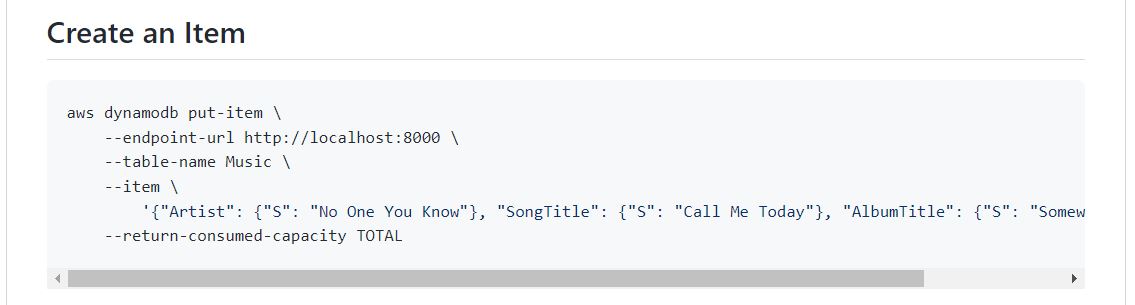 Create an Item
aws dynamodb put-item \
--endpoint-url http://localhost:8000 \
--table-name Music \
--item \
'{"Artist": {"S": "No One You Know"}, "SongTitle": {"S": "Call Me Today"}, "AlbumTitle": {"S": "Somew
--return-consumed-capacity TOTAL